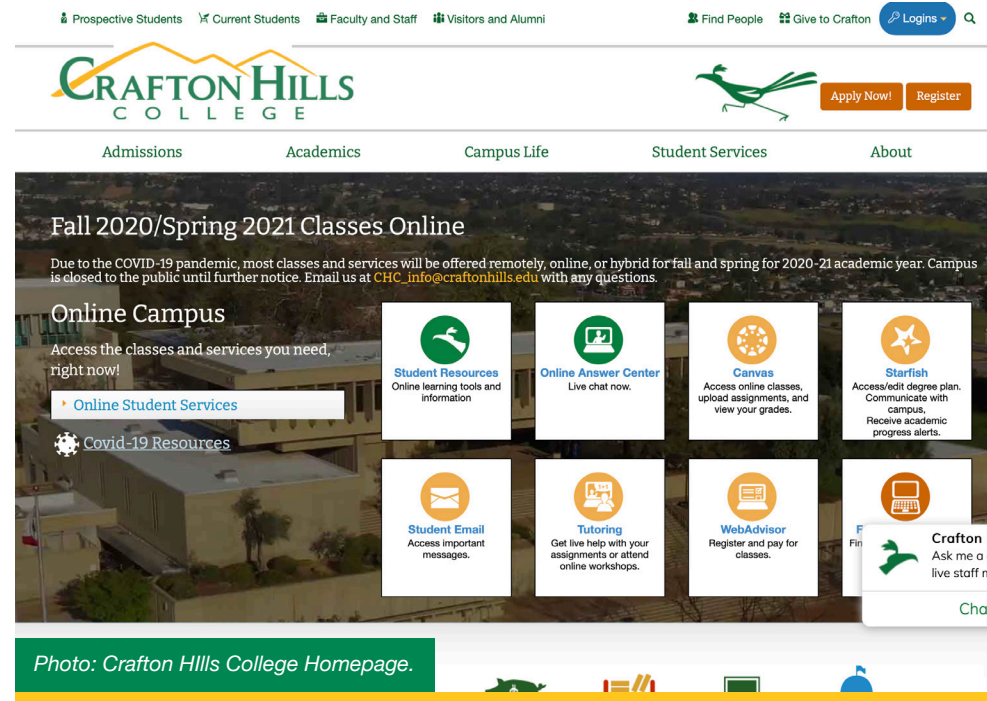 Prospective Students Current Students Faculty and Staff Visitors and Alumni Find People Give to Crafton Logins
CRAFTON HILLS
COLLEGE
Apply Now! Register
Admissions Academics Campus Life Student Services About
Fall 2020/Spring 2021 Classes Online
Due to the COVID-19 pandemic, most classes and services will be offered remotely, online, or hybrid for fall and spring for 2020-21 academic year. Campus
is closed to the public until further notice. Email us at CHC_info@craftonhills.edu with any questions.
Online Campus
Access the classes and services you need,
right now!
Online Student Services
Covid-19 Resources
Student Resources
Online learning tools and
information
Online Answer Center
Live chat now.
Canvas
Access online classes,
upload assignments, and
view your grades.
Starfish
Access/edit degree plan.
Communicate with
campus,
Receive academic
progress alerts.
Student Email
Access important
messages.
Tutoring
Get live help with your
assignments or attend
online workshops.
WebAdvisor
Register and pay for
classes.
Crafton
Ask me a
live staff
Photo: Crafton HIlls College Homepage.